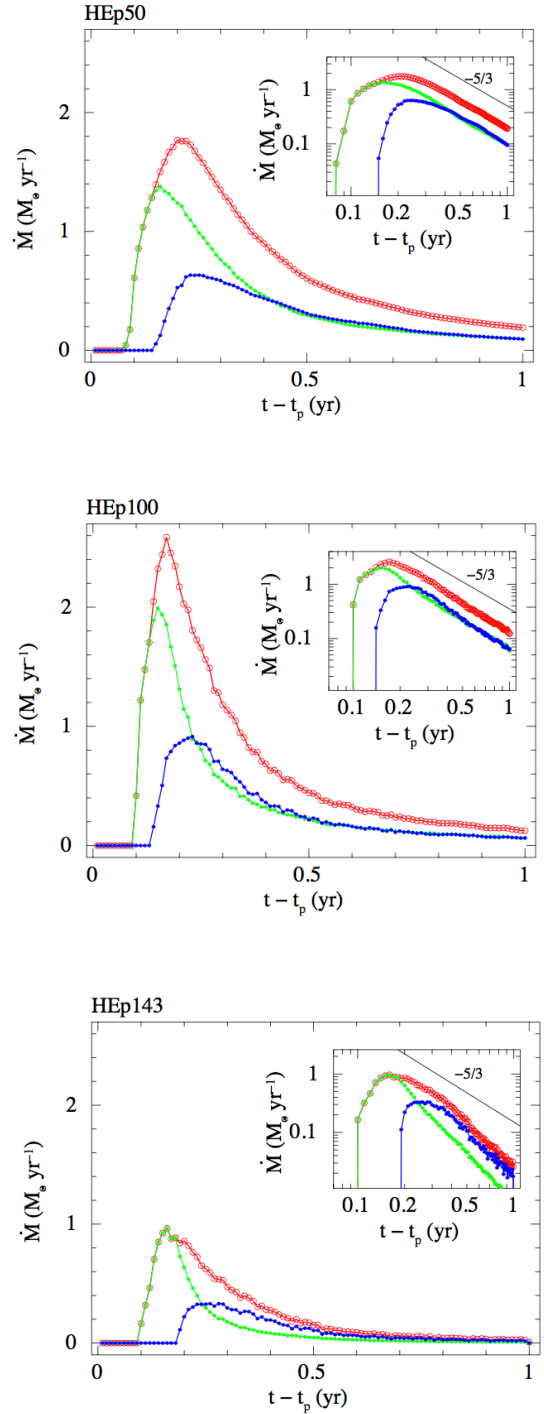 HEp50
2
1
0
Ṁ (M⊙ yr⁻¹)
0
0.5
1
t − tₚ (yr)
−5/3
1
0.1
Ṁ (M⊙ yr⁻¹)
0.1
0.2
0.5
1
t − tₚ (yr)
HEp100
2
1
0
Ṁ (M⊙ yr⁻¹)
0
0.5
1
t − tₚ (yr)
−5/3
1
0.1
Ṁ (M⊙ yr⁻¹)
0.1
0.2
0.5
1
t − tₚ (yr)
HEp143
2
1
0
Ṁ (M⊙ yr⁻¹)
0
0.5
1
t − tₚ (yr)
−5/3
1
0.1
Ṁ (M⊙ yr⁻¹)
0.1
0.2
0.5
1
t − tₚ (yr)